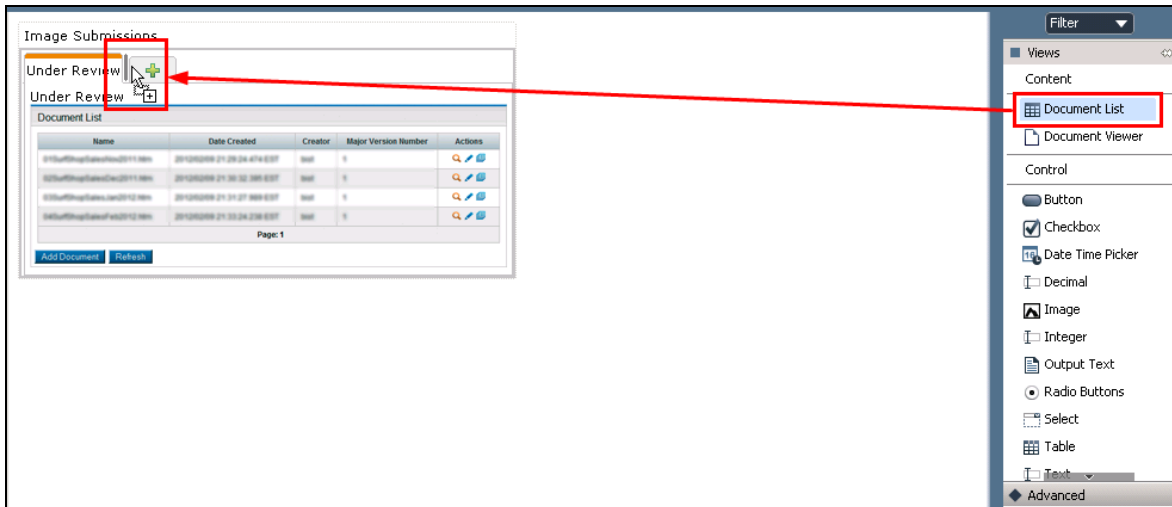 Image Submissions
Under Review
Under Review
Document List
Name Date Created Creator Major Version Number Actions
Page: 1
Add Document Refresh
Filter
Views
Content
Document List
Document Viewer
Control
Button
Checkbox
Date Time Picker
Decimal
Image
Integer
Output Text
Radio Buttons
Select
Table
Text
Advanced